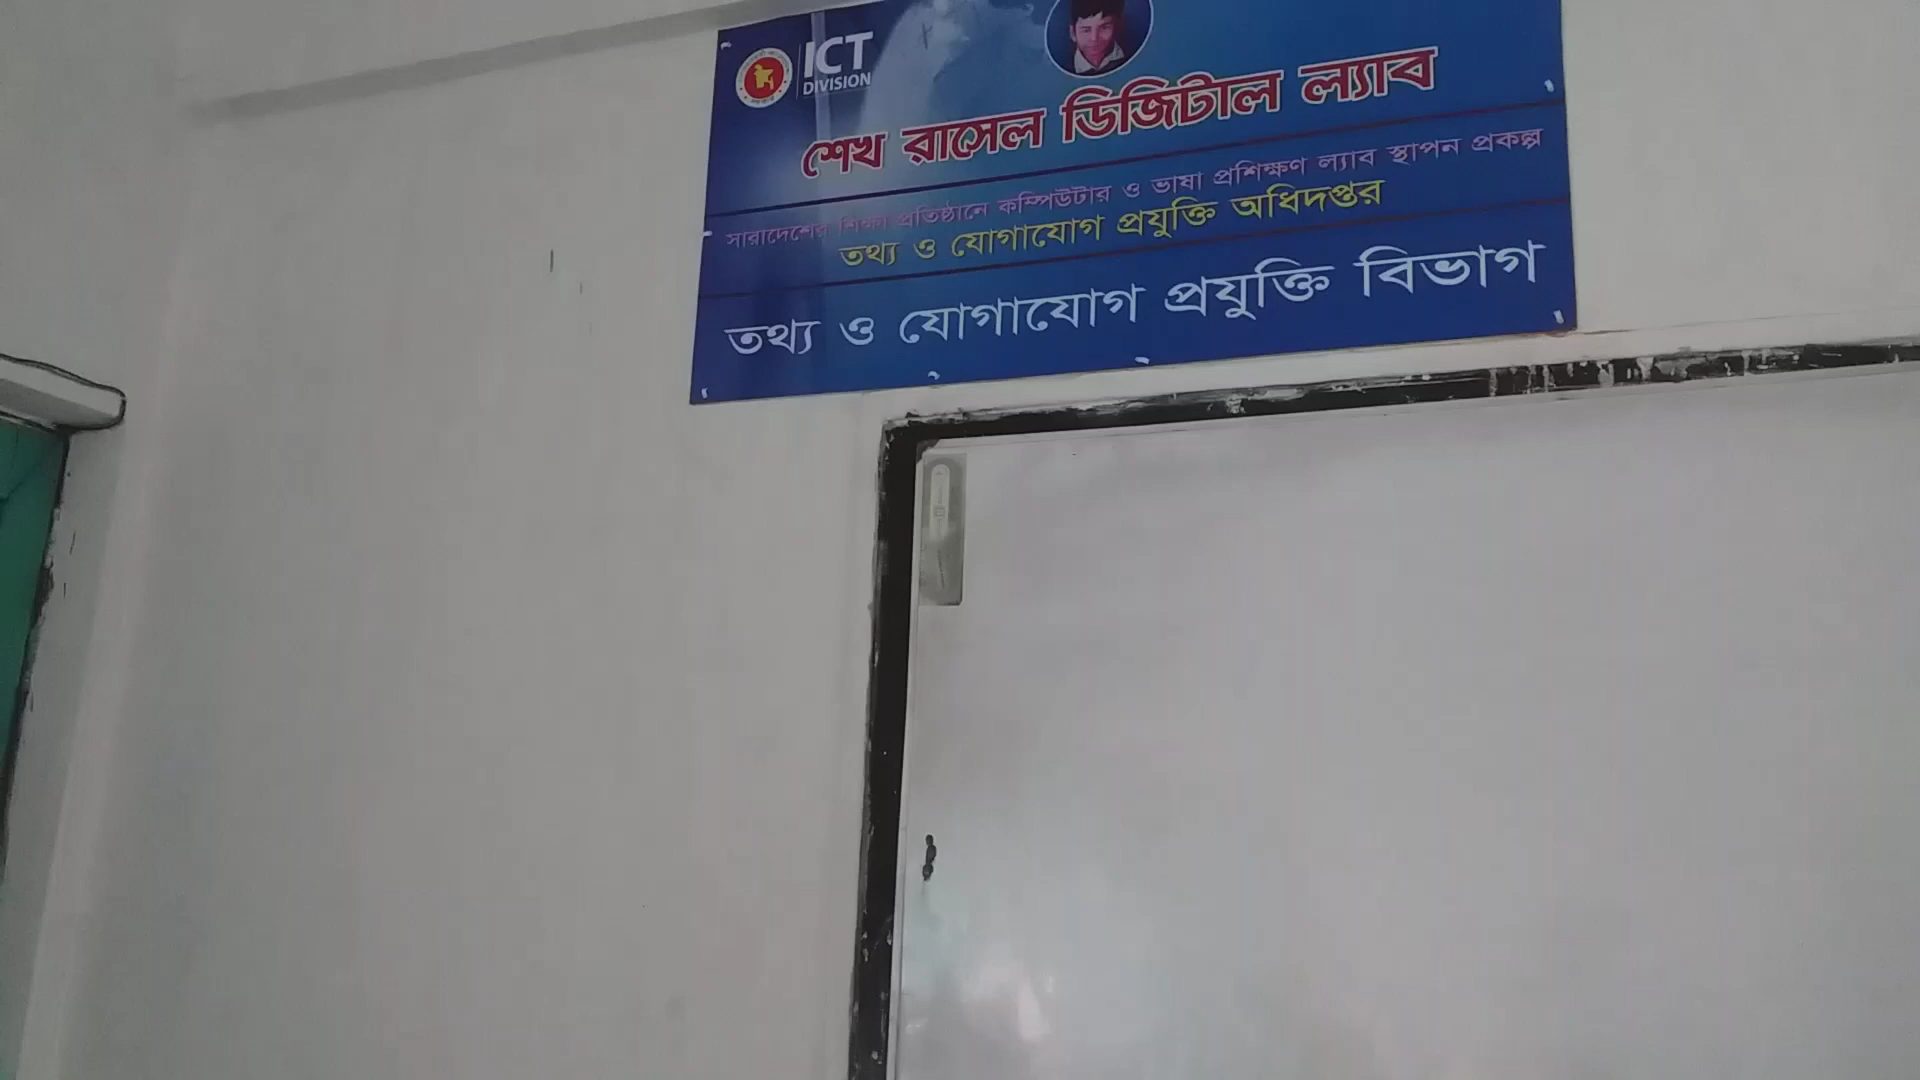 ICT
DIVISION
শেখ রাসেল ডিজিটাল ল্যাব
সারাদেশের শিক্ষা প্রতিষ্ঠানে কম্পিউটার ও ভাষা প্রশিক্ষণ ল্যাব স্থাপন প্রকল্প
তথ্য ও যোগাযোগ প্রযুক্তি অধিদপ্তর
তথ্য ও যোগাযোগ প্রযুক্তি বিভাগ